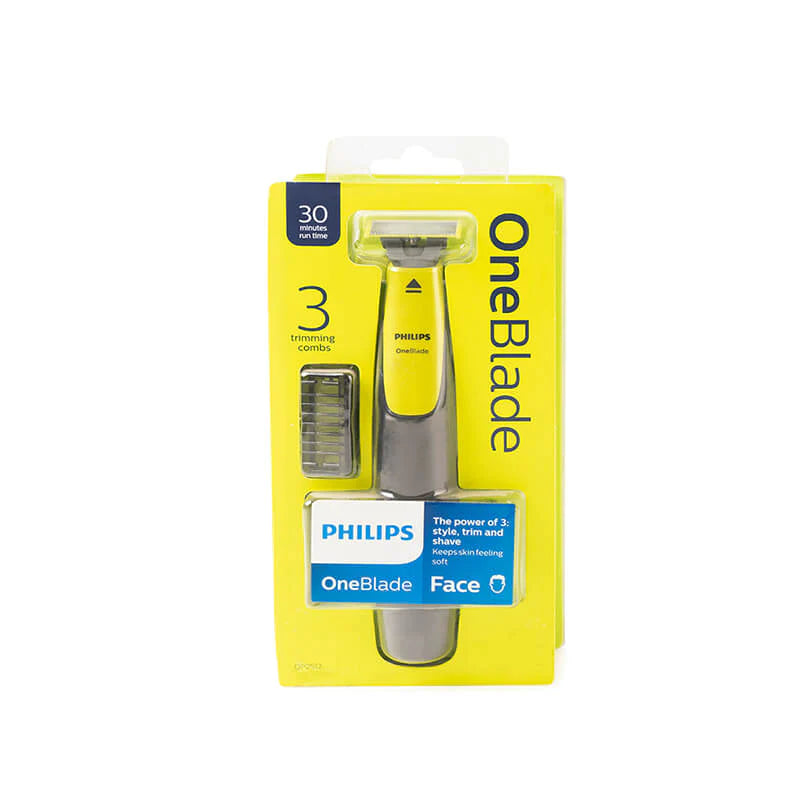 30
minutes
run time
3
trimming
combs
OneBlade
PHILIPS
OneBlade
PHILIPS
The power of 3:
style, trim and
shave
Keeps skin feeling
soft
OneBlade
Face